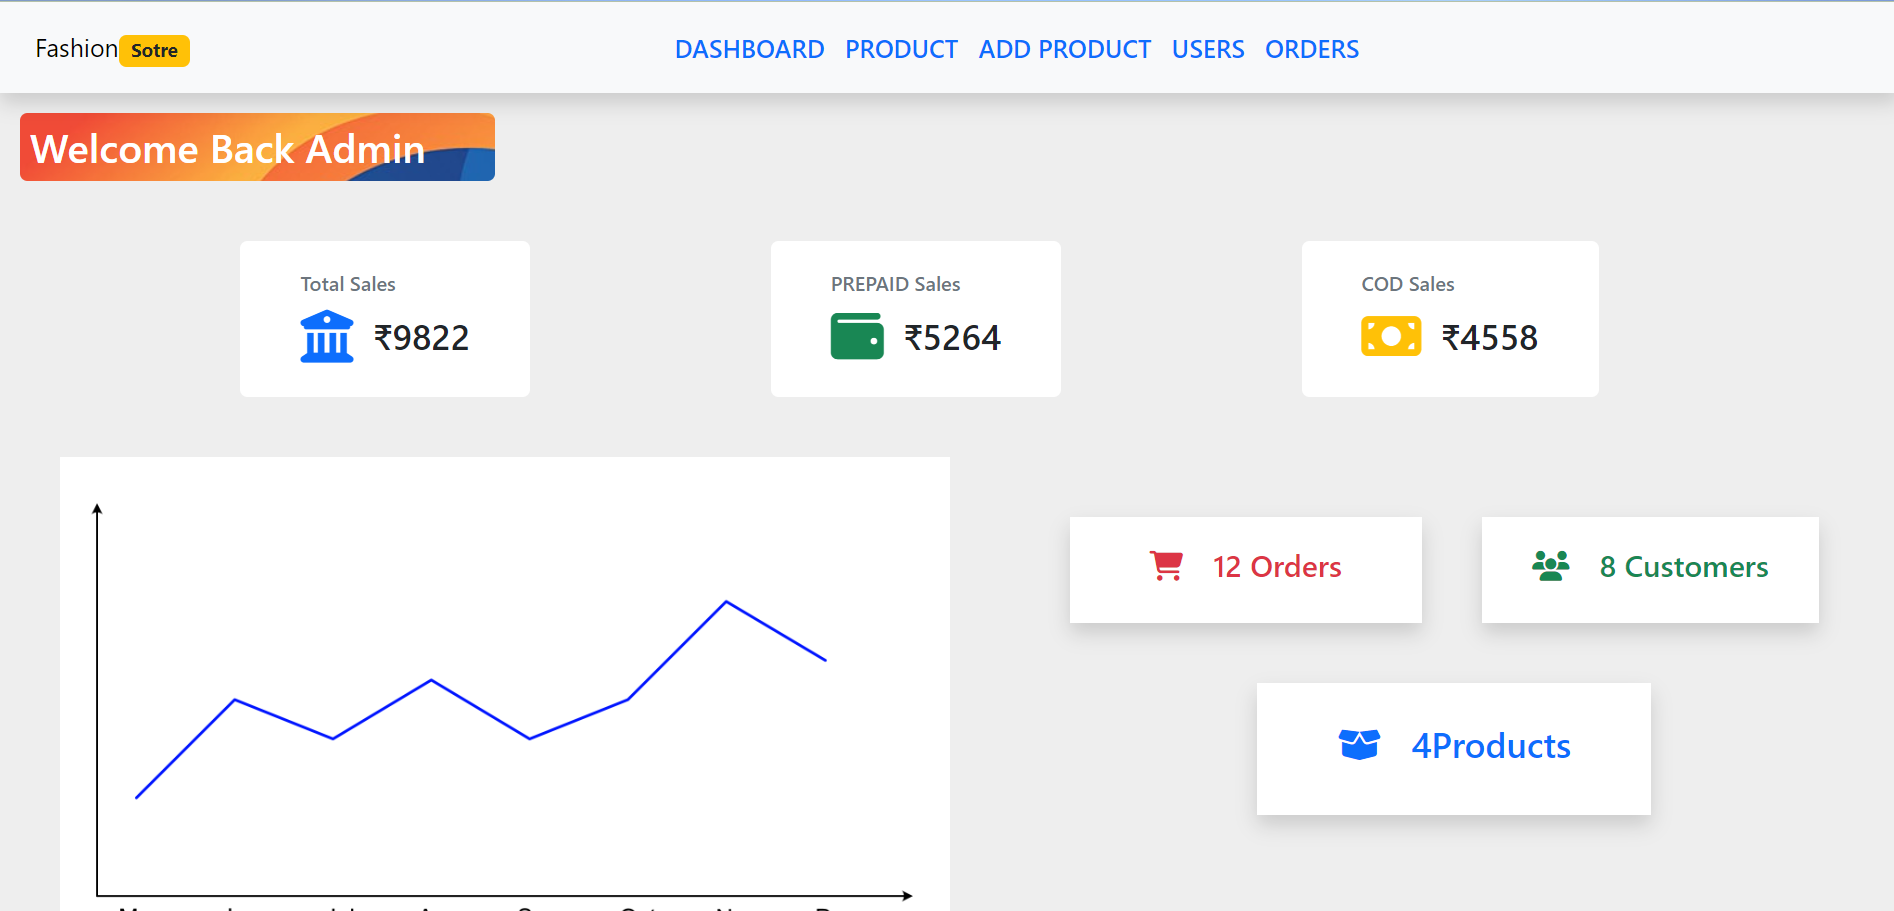 Fashion Sotre DASHBOARD PRODUCT ADD PRODUCT USERS ORDERS
Welcome Back Admin
Total Sales
₹9822
PREPAID Sales
₹5264
COD Sales
₹4558
12 Orders
8 Customers
4Products